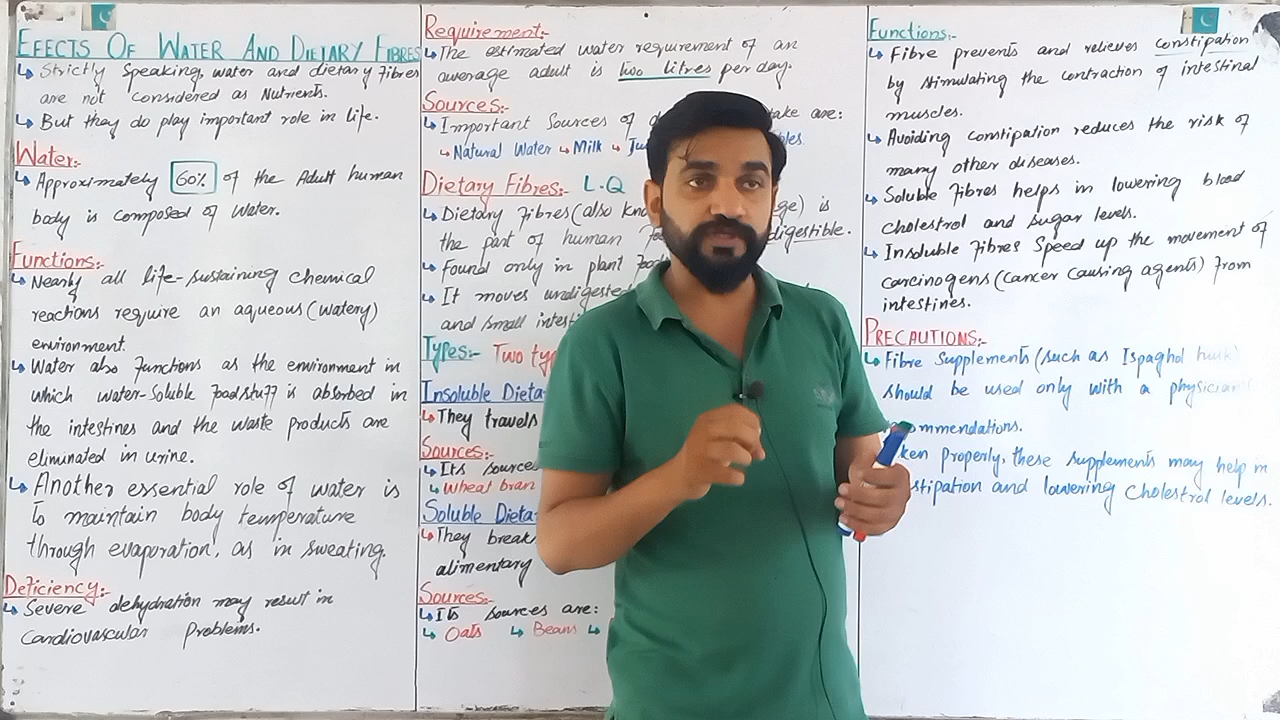 EFECTS OF WATER AND DIETARY FIBRES
↳ Strictly Speaking, water and dietary fibres
are not considered as Nutrients.
↳ But they do play important role in life.
Water:-
↳ Approximately 60% of the Adult human
body is composed of water.
Functions:-
↳ Nearly all life-sustaining chemical
reactions require an aqueous (watery)
environment.
↳ Water also functions as the environment in
which water-soluble foodstuff is absorbed in
the intestines and the waste products are
eliminated in urine.
↳ Another essential role of water is
to maintain body temperature
through evaporation, as in sweating.
Deficiency:-
↳ Severe dehydration may result in
cardiovascular problems.
Requirement:-
↳ The estimated water requirement of an
average adult is two litres per day.
Sources:-
↳ Important Sources of take are:
↳ Natural Water ↳ Milk ↳
Dietary Fibres:- L.Q
↳ Dietary fibres (also is
the part of human digestible.
↳ Found only in plant
↳ It moves undigested
and small
Types:- Two
Insoluble
↳ They travels
Sources:-
↳ Its sources
↳ Wheat bran
Soluble
↳ They break
alimentary
Sources:-
↳ Its sources are:
↳ Oats ↳ Beans ↳
Functions:-
↳ Fibre prevents and relieves constipation
by stimulating the contraction of intestinal
muscles.
↳ Avoiding constipation reduces the risk of
many other diseases.
↳ Soluble fibres helps in lowering blood
cholestrol and sugar levels.
↳ Insoluble fibres Speed up the movement of
carcinogens (cancer causing agents) from
intestines.
PRECAUTIONS:-
↳ Fibre Supplements (such as Ispaghol husk)
should be used only with a physician's
ommendations.
ken properly, these supplements may help in
stipation and lowering cholestrol levels.